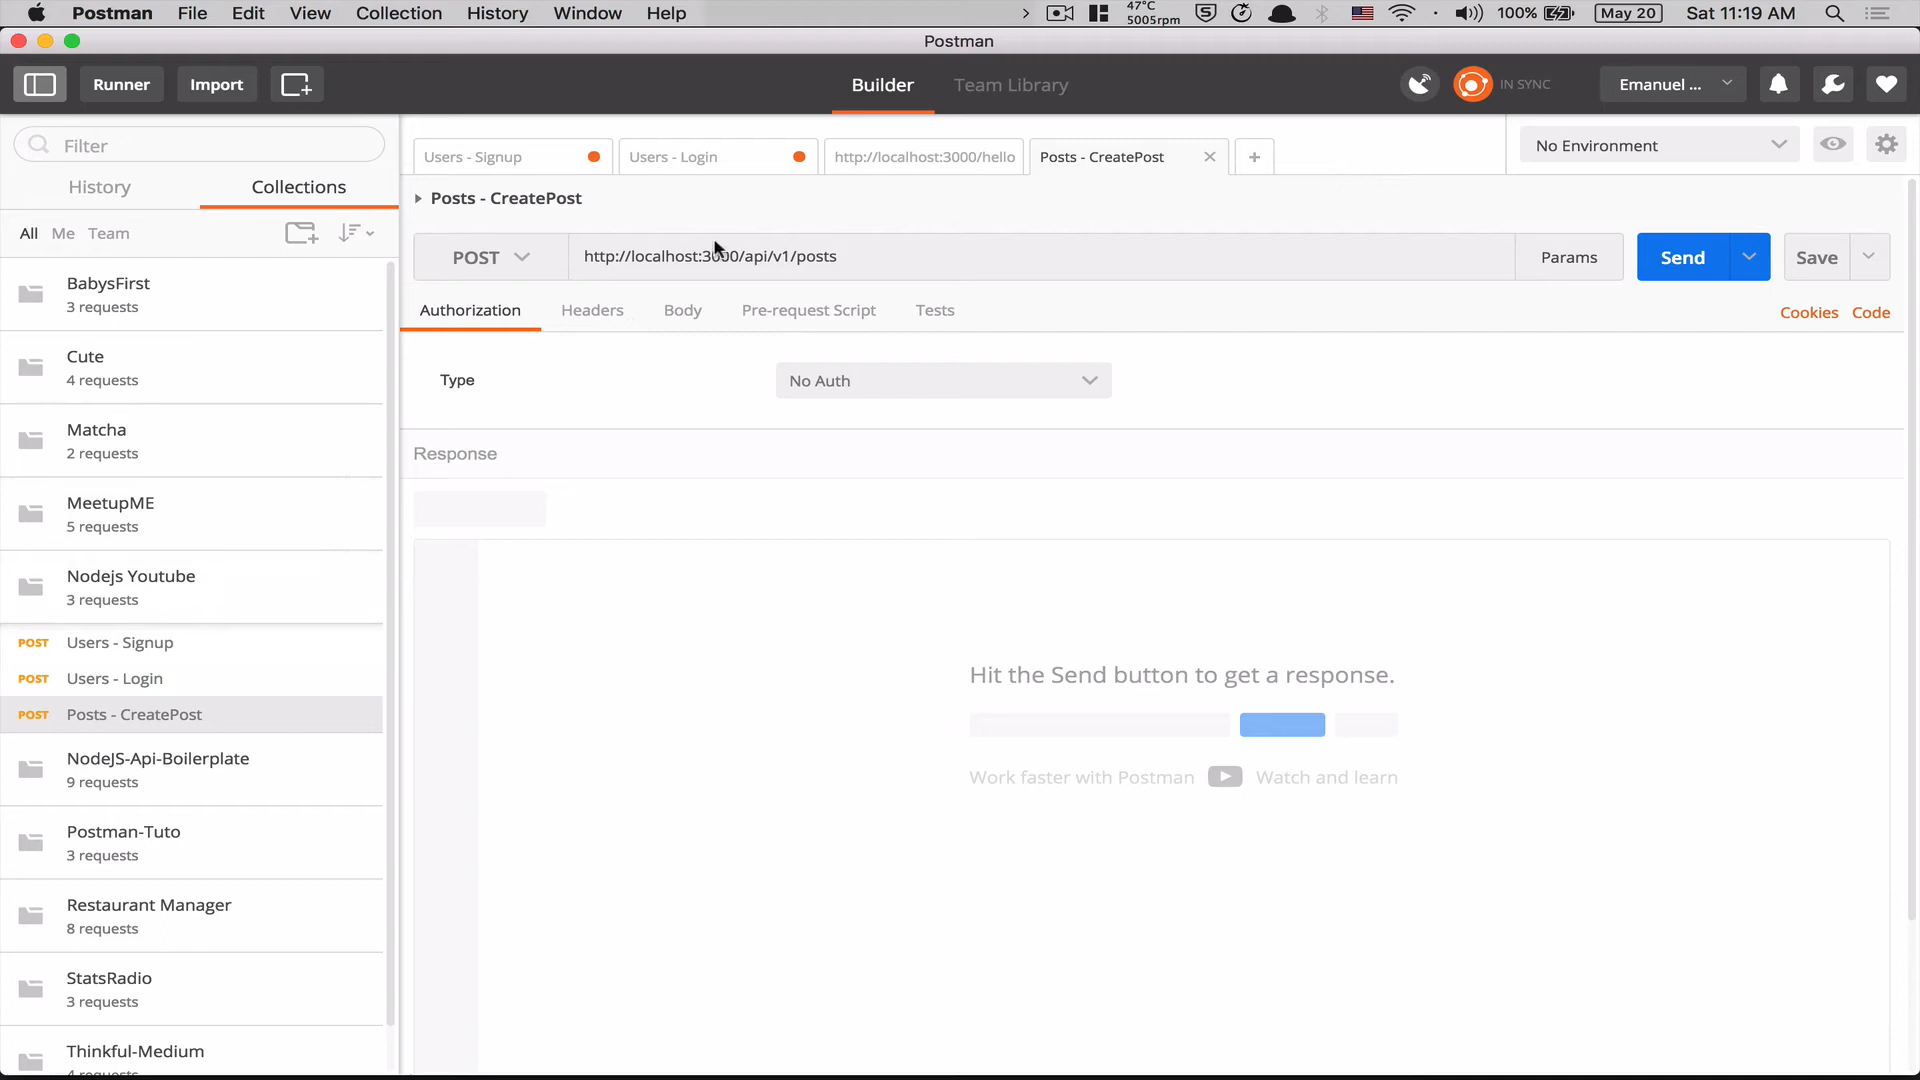 Postman File Edit View Collection History Window Help
47°C
5005rpm
100% May 20 Sat 11:19 AM
Postman
Runner Import Builder Team Library IN SYNC Emanuel ...
Filter
History Collections
All Me Team
BabysFirst
3 requests
Cute
4 requests
Matcha
2 requests
MeetupME
5 requests
Nodejs Youtube
3 requests
POST Users - Signup
POST Users - Login
POST Posts - CreatePost
NodeJS-Api-Boilerplate
9 requests
Postman-Tuto
3 requests
Restaurant Manager
8 requests
StatsRadio
3 requests
Thinkful-Medium
4 requests
Users - Signup Users - Login http://localhost:3000/hello Posts - CreatePost
No Environment
Posts - CreatePost
POST http://localhost:3000/api/v1/posts Params Send Save
Authorization Headers Body Pre-request Script Tests Cookies Code
Type No Auth
Response
Hit the Send button to get a response.
Work faster with Postman Watch and learn